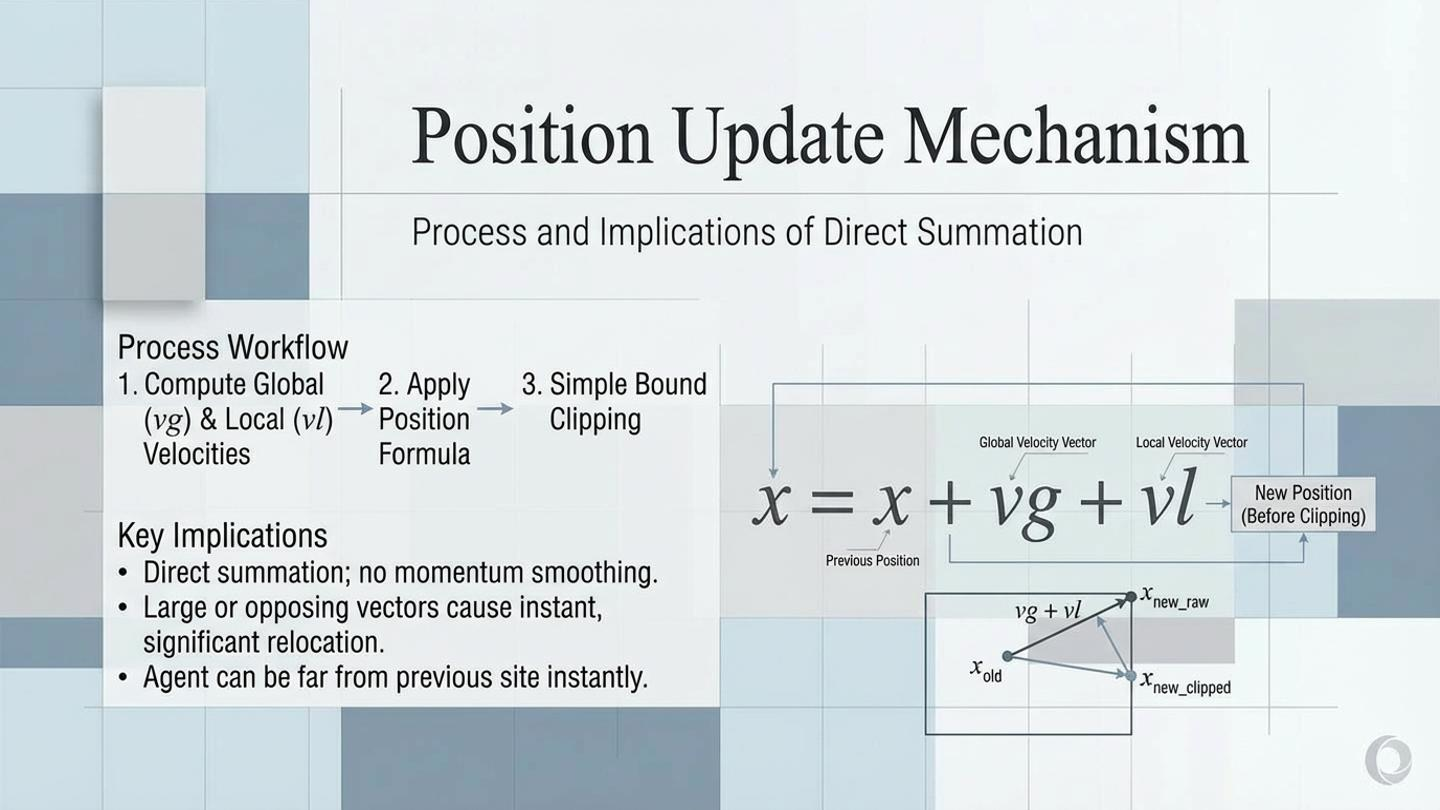 Position Update Mechanism
Process and Implications of Direct Summation
Process Workflow
1. Compute Global
(vg) & Local (vl)
Velocities
2. Apply
Position
Formula
3. Simple Bound
Clipping
Key Implications
• Direct summation; no momentum smoothing.
• Large or opposing vectors cause instant,
significant relocation.
• Agent can be far from previous site instantly.
Global Velocity Vector
Local Velocity Vector
x = x + vg + vl
New Position
(Before Clipping)
Previous Position
vg + vl
x_new_raw
x_old
x_new_clipped